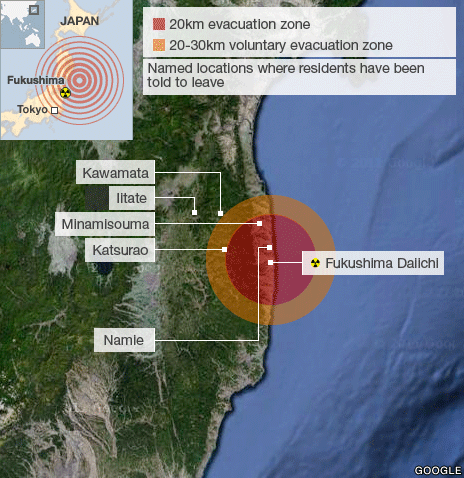 JAPAN
Fukushima
Tokyo
20km evacuation zone
20-30km voluntary evacuation zone
Named locations where residents have been
told to leave
Kawamata
Iitate
Minamisouma
Katsurao
Fukushima Daiichi
Namie
GOOGLE